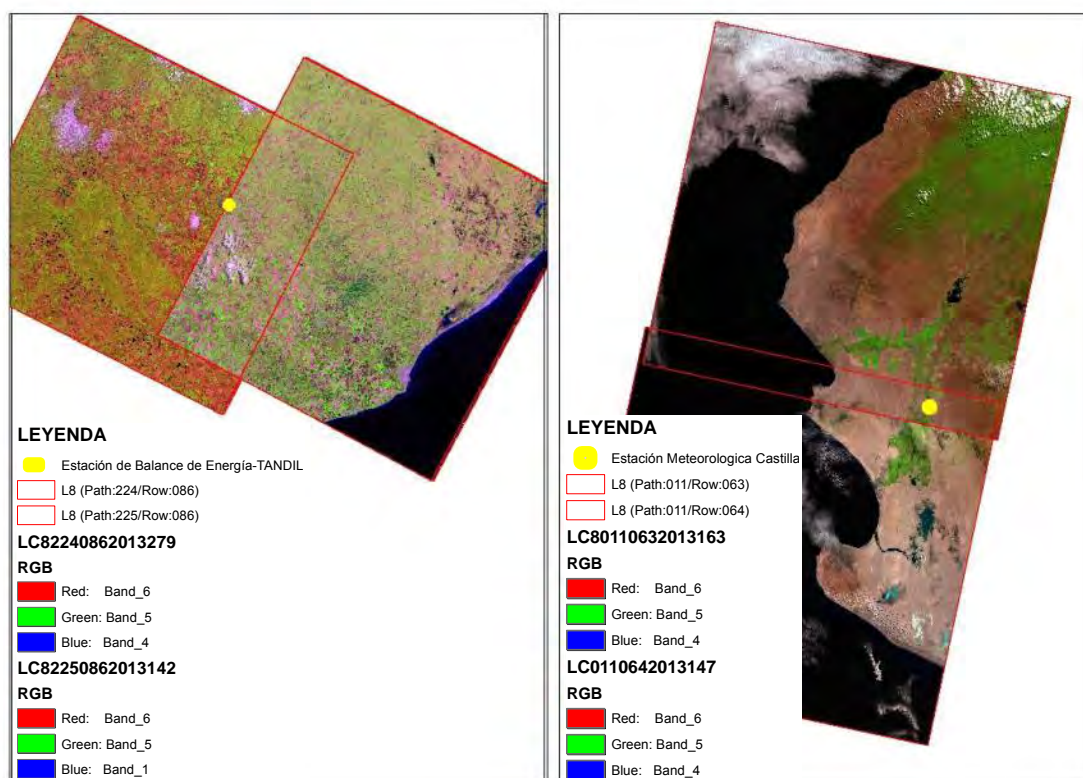 LEYENDA
Estación de Balance de Energía-TANDIL
L8 (Path:224/Row:086)
L8 (Path:225/Row:086)
LC82240862013279
RGB
Red: Band_6
Green: Band_5
Blue: Band_4
LC82250862013142
RGB
Red: Band_6
Green: Band_5
Blue: Band_1
LEYENDA
Estación Meteorologica Castilla
L8 (Path:011/Row:063)
L8 (Path:011/Row:064)
LC80110632013163
RGB
Red: Band_6
Green: Band_5
Blue: Band_4
LC0110642013147
RGB
Red: Band_6
Green: Band_5
Blue: Band_4